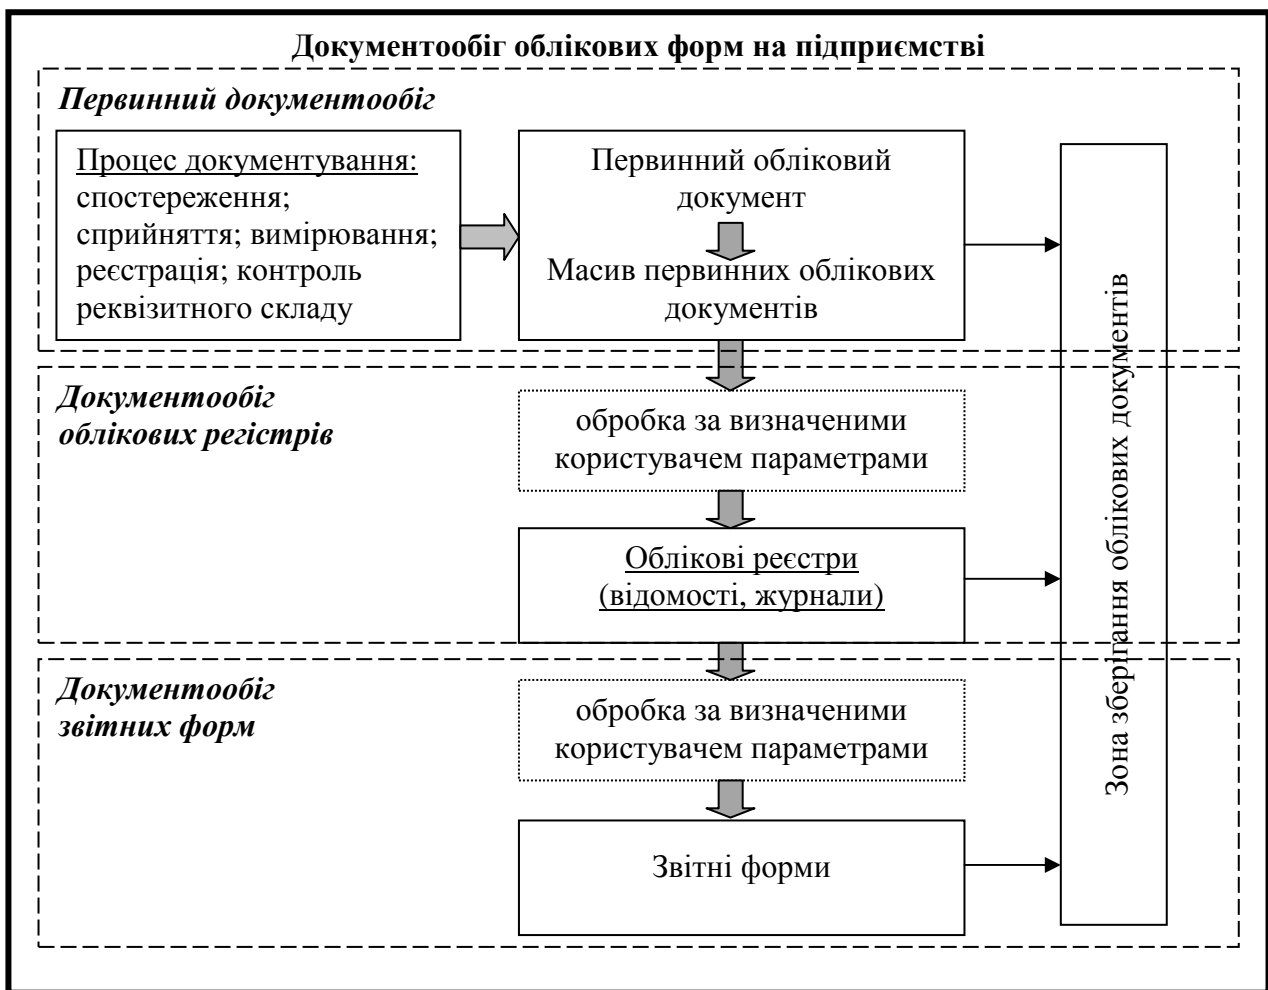 Документообіг облікових форм на підприємстві
Первинний документообіг
Процес документування:
спостереження;
сприйняття; вимірювання;
реєстрація; контроль
реквізитного складу
Первинний обліковий
документ
Масив первинних облікових
документів
Документообіг
облікових регістрів
обробка за визначеними
користувачем параметрами
Облікові реєстри
(відомості, журнали)
Документообіг
звітних форм
обробка за визначеними
користувачем параметрами
Звітні форми
Зона зберігання облікових документів